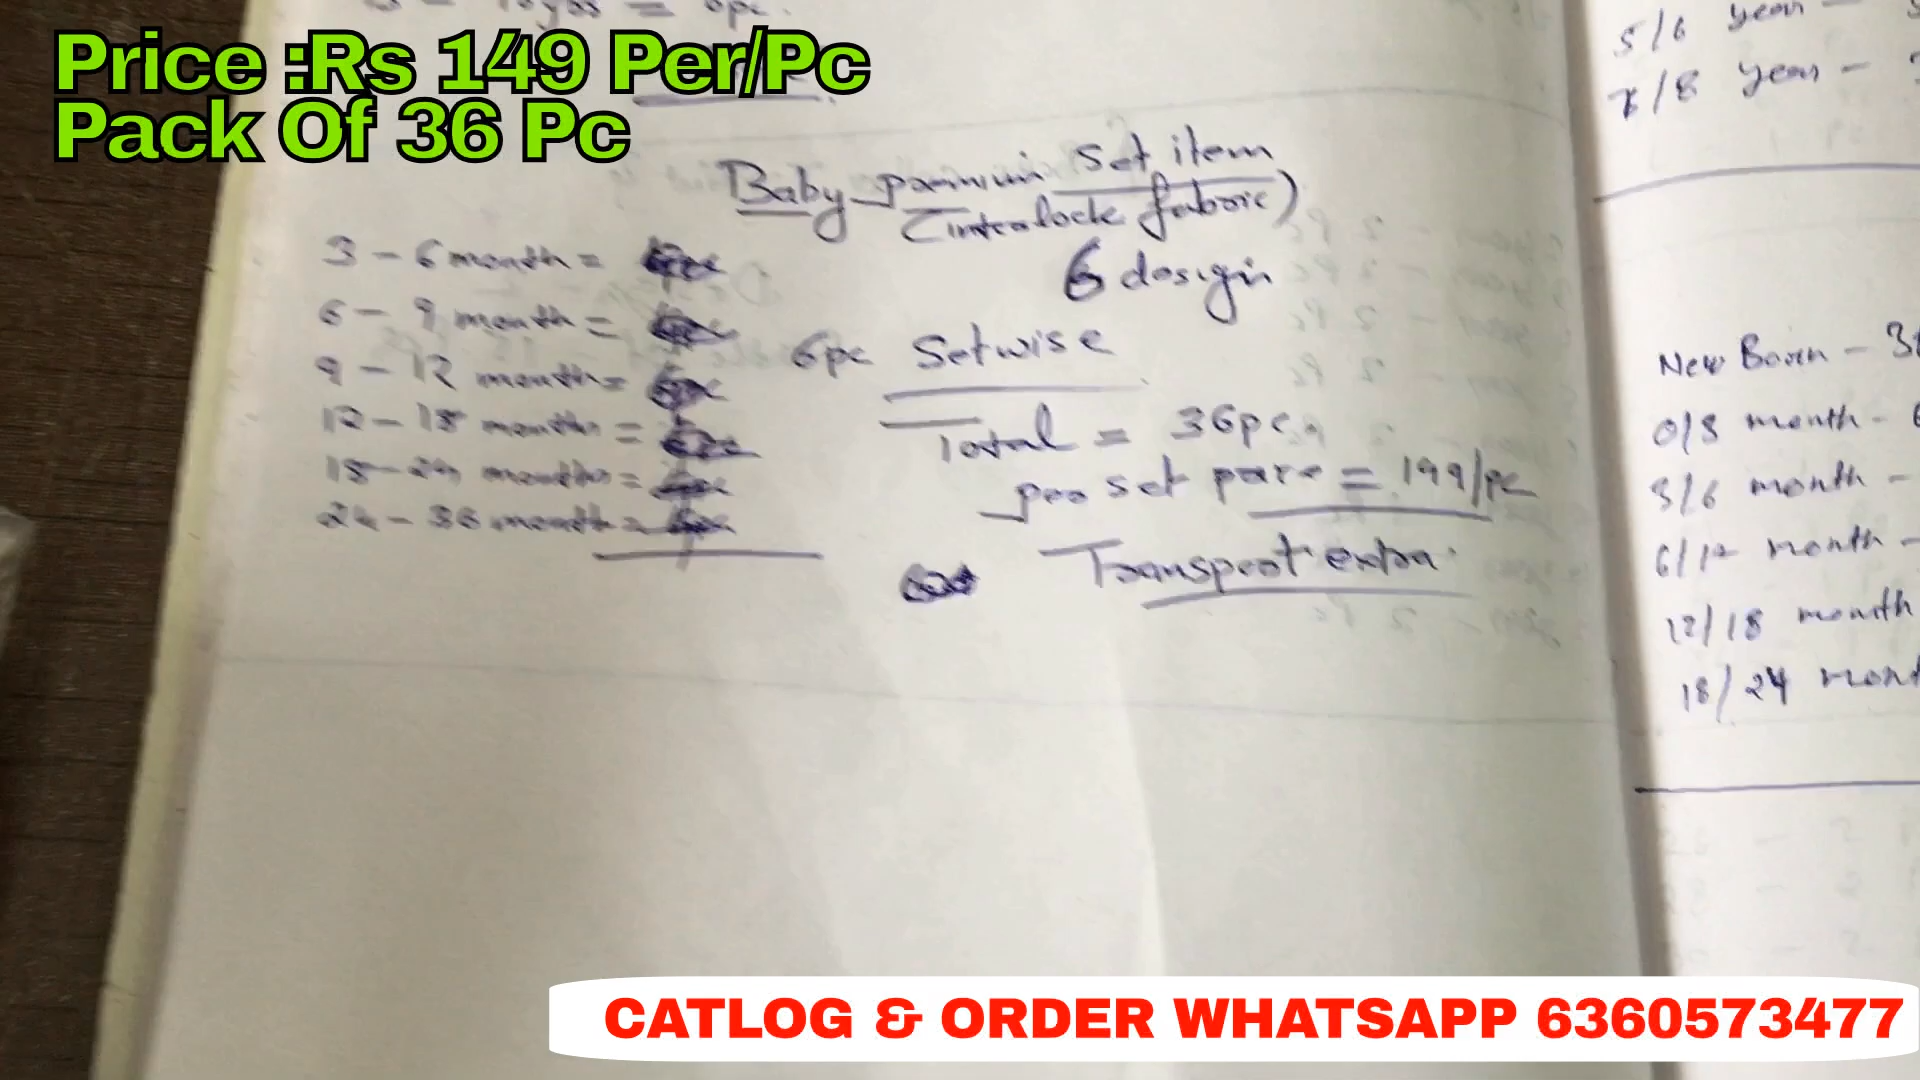 Price :Rs 149 Per/Pc
Pack Of 36 Pc
Baby premium set item
(interlock fabric)
6 design
3 - 6 month =
6 - 9 month =
9 - 12 month =
12 - 18 months =
18 - 24 months =
24 - 36 month =
6pc Setwise
Total = 36pc.
per set = 149/pc
Transport extra
5/6 year -
7/8 year -
New Born -
0/3 month -
3/6 month -
6/12 month -
12/18 month
18/24
CATLOG & ORDER WHATSAPP 6360573477